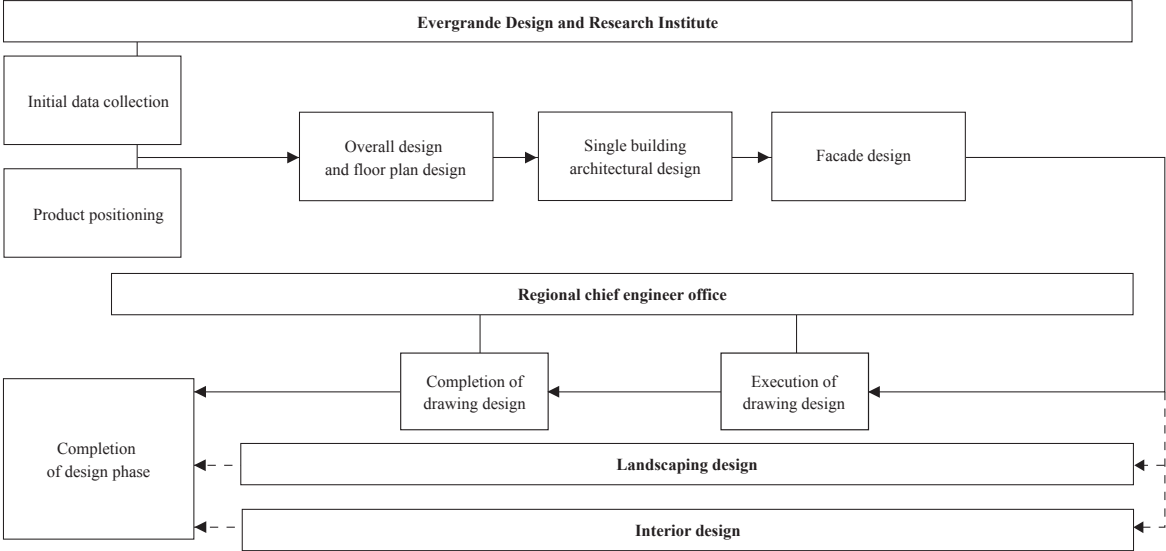 Evergrande Design and Research Institute
Initial data collection
Overall design
and floor plan design
Single building
architectural design
Facade design
Product positioning
Regional chief engineer office
Completion of
drawing design
Execution of
drawing design
Completion
of design phase
Landscaping design
Interior design